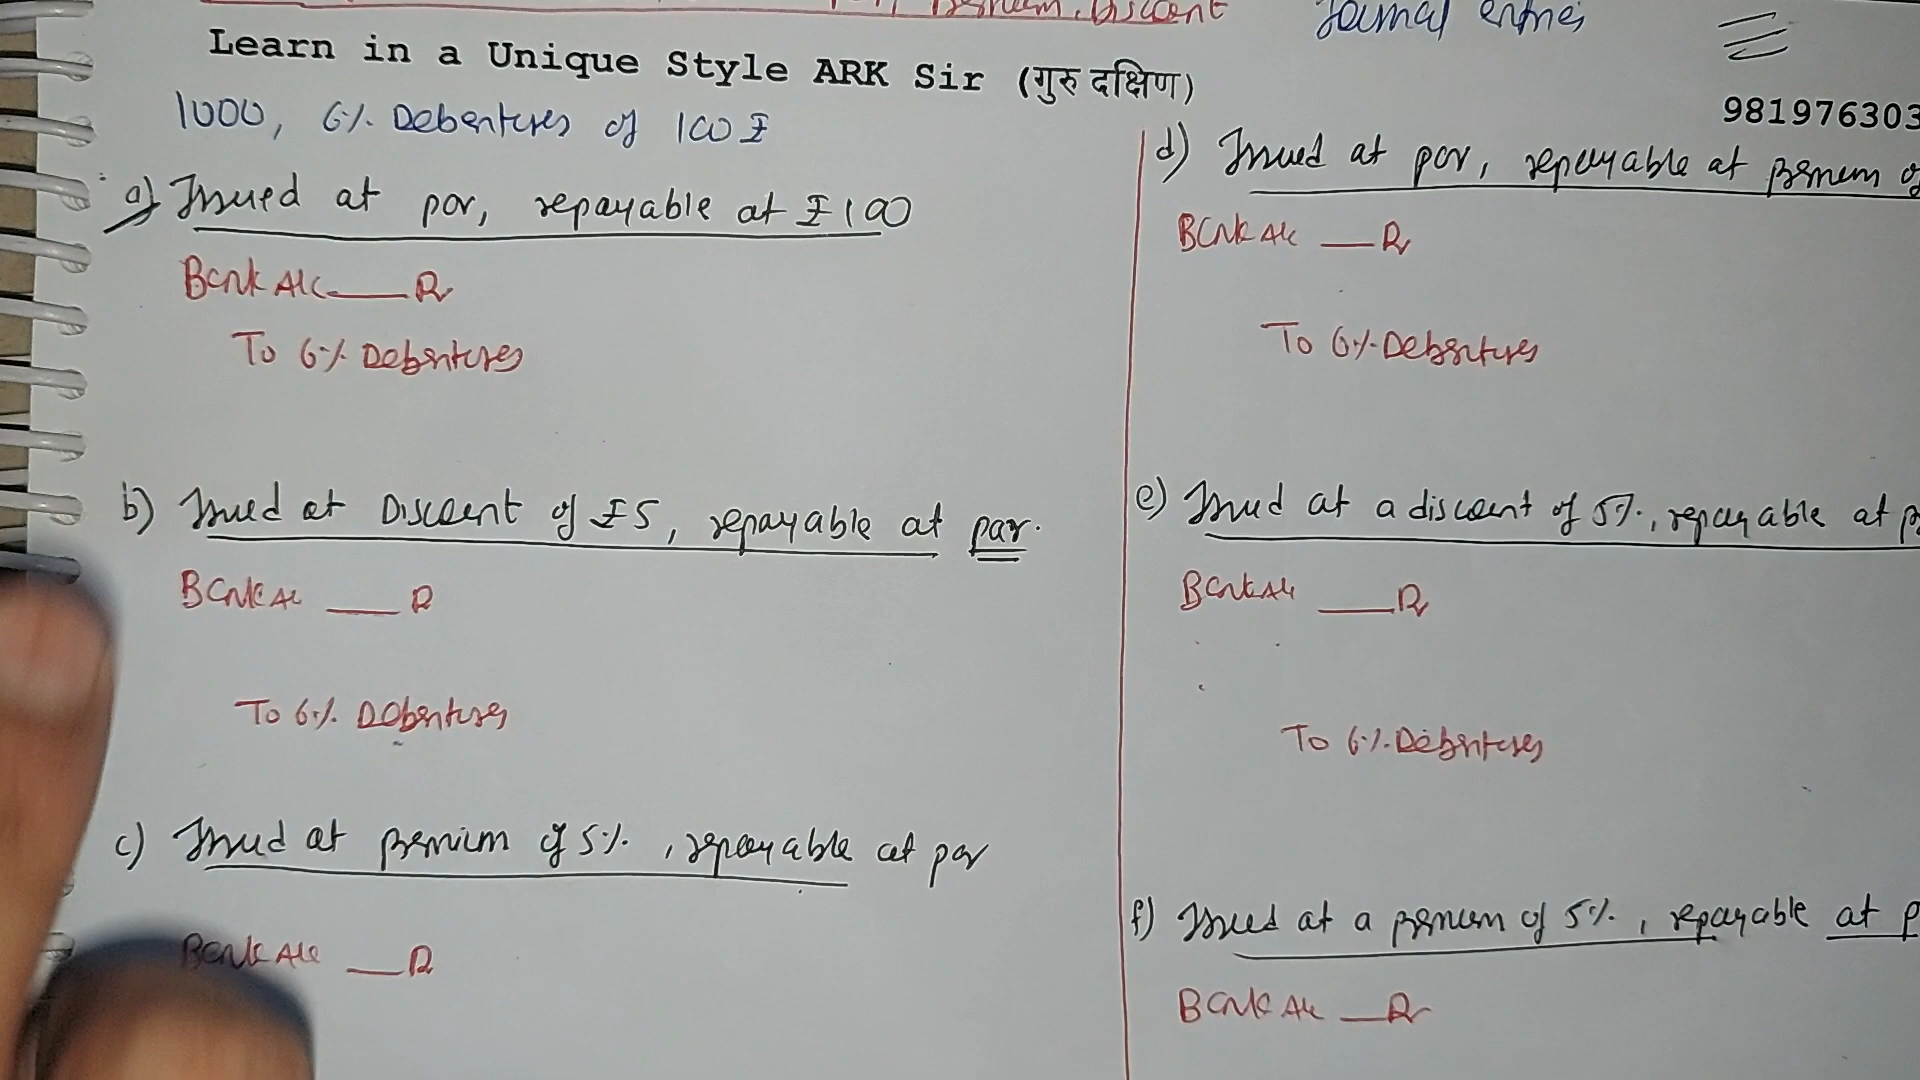 Premium, Discount
Journal entries
Learn in a Unique Style ARK Sir (गुरु दक्षिण)
981976303
1000, 6% Debentures of 100 ₹
a) Issued at par, repayable at ₹100
Bank A/c ___ Dr
To 6% Debentures
b) Issued at Discount of ₹5, repayable at par.
Bank A/c ___ Dr
To 6% Debentures
c) Issued at premium of 5%, repayable at par
Bank A/c ___ Dr
d) Issued at par, repayable at premium of
Bank A/c ___ Dr
To 6% Debentures
e) Issued at a discount of 5%, repayable at
Bank A/c ___ Dr
To 6% Debentures
f) Issued at a premium of 5%, repayable at
Bank A/c ___ Dr